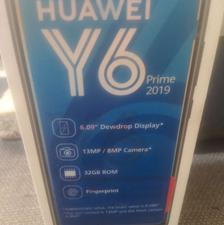 HUAWEI
Y6
Prime
2019
6.09" Dewdrop Display*
13MP / 8MP Camera*
32GB ROM
Fingerprint